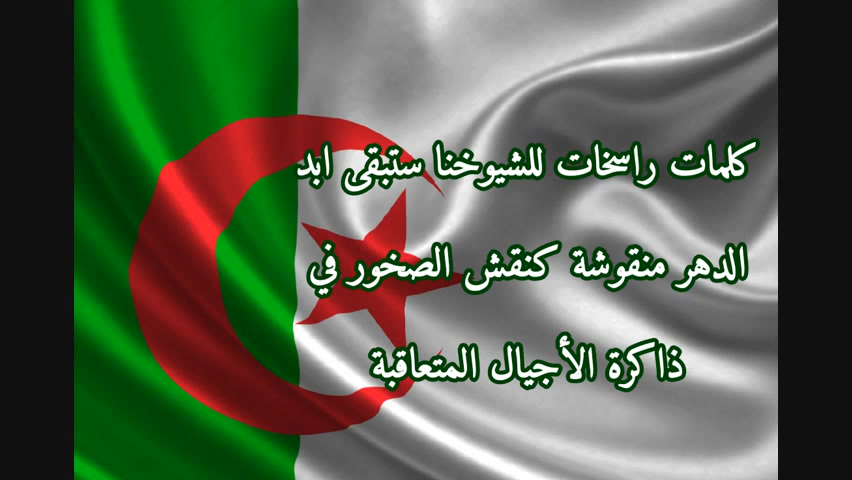 كلمات راسخات للشيوخنا ستبقى ابد
الدهر منقوشة كنقش الصخور في
ذاكرة الأجيال المتعاقبة